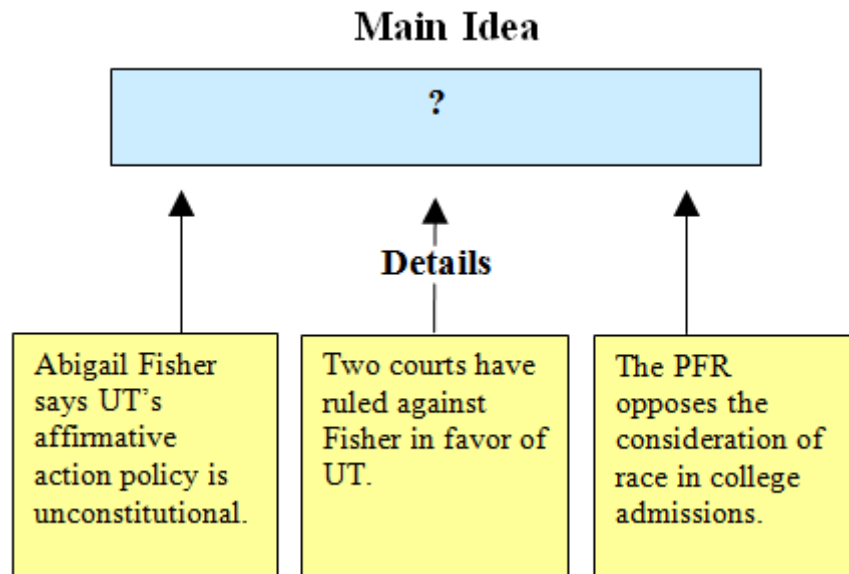 Main Idea
?
Details
Abigail Fisher
says UT's
affirmative
action policy is
unconstitutional.
Two courts have
ruled against
Fisher in favor of
UT.
The PFR
opposes the
consideration of
race in college
admissions.